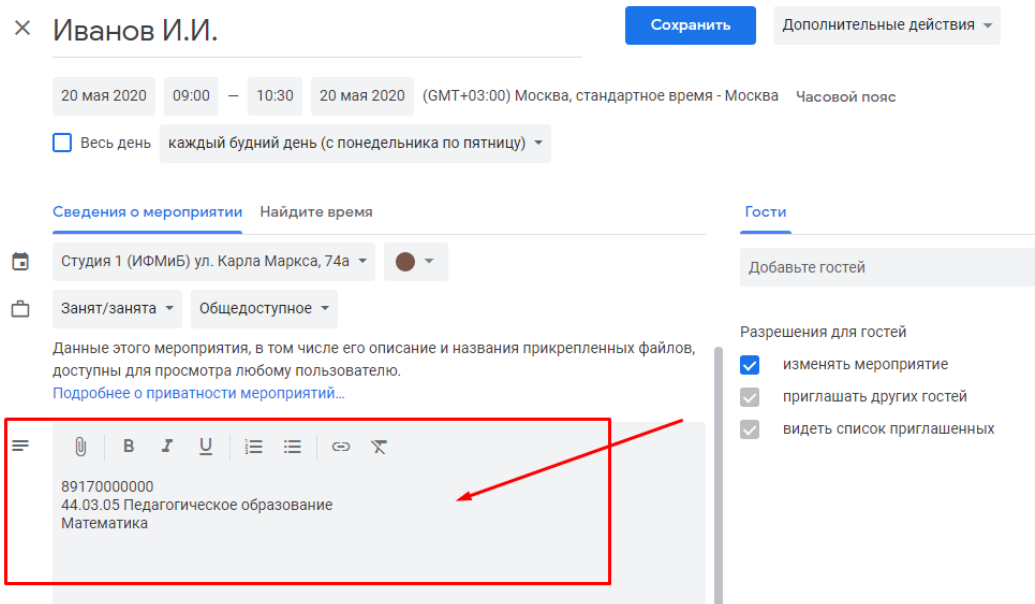 Иванов И.И.
Сохранить
Дополнительные действия
20 мая 2020 09:00 – 10:30 20 мая 2020 (GMT+03:00) Москва, стандартное время - Москва Часовой пояс
Весь день каждый будний день (с понедельника по пятницу)
Сведения о мероприятии Найдите время
Студия 1 (ИФМиБ) ул. Карла Маркса, 74а
Занят/занята Общедоступное
Данные этого мероприятия, в том числе его описание и названия прикрепленных файлов,
доступны для просмотра любому пользователю.
Подробнее о приватности мероприятий...
B I U
89170000000
44.03.05 Педагогическое образование
Математика
Гости
Добавьте гостей
Разрешения для гостей
изменять мероприятие
приглашать других гостей
видеть список приглашенных